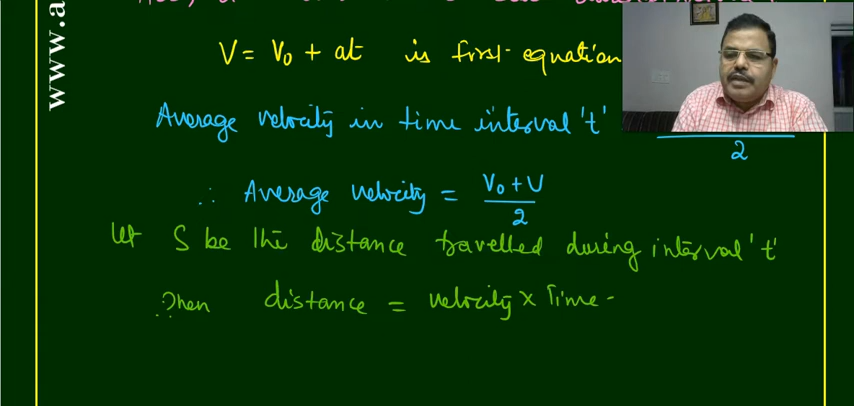 www.a
V = V₀ + at is first equation
Average velocity in time interval 't'
2
∴ Average velocity = V₀ + V / 2
Let S be the distance travelled during interval 't'
Then distance = velocity × Time